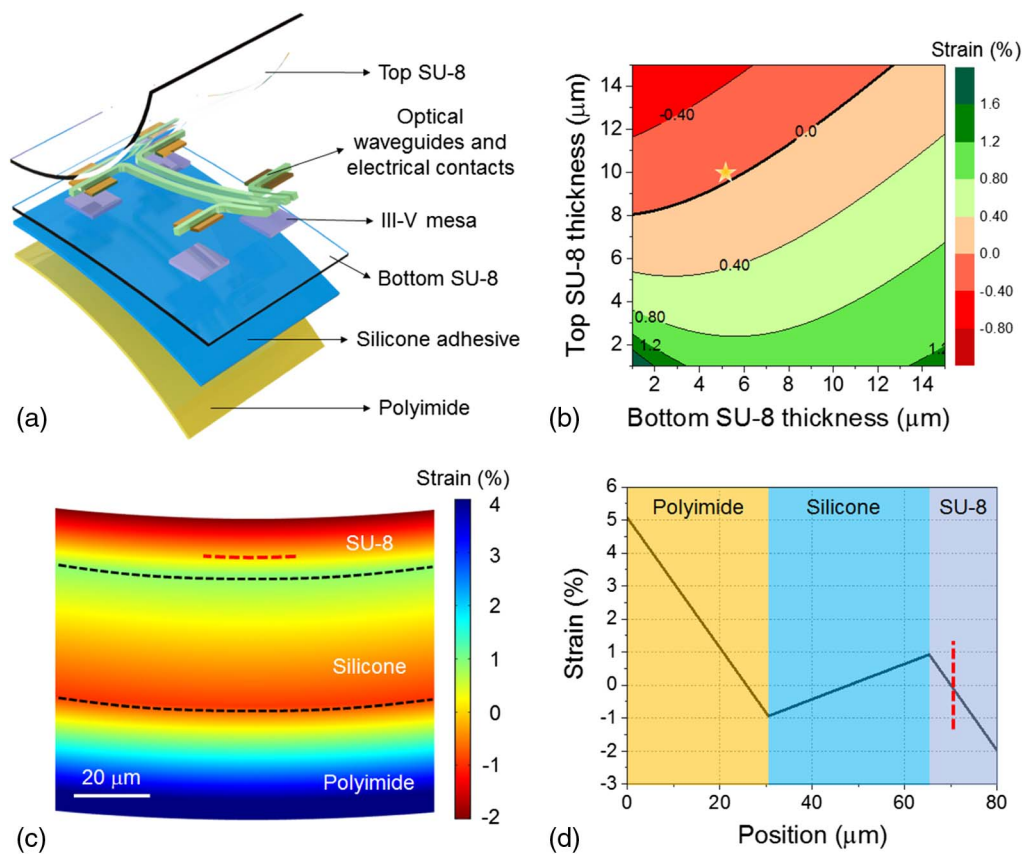 (a)
Top SU-8
Optical
waveguides and
electrical contacts
III-V mesa
Bottom SU-8
Silicone adhesive
Polyimide
(b)
Strain (%)
1.6
1.2
0.80
0.40
0.0
-0.40
-0.80
Top SU-8 thickness (μm)
14
12
10
8
6
4
2
-0.40
0.0
0.40
0.80
1.2
2 4 6 8 10 12 14
Bottom SU-8 thickness (μm)
(c)
Strain (%)
4
3
2
1
0
-1
-2
SU-8
Silicone
Polyimide
20 μm
(d)
Strain (%)
6
5
4
3
2
1
0
-1
-2
-3
Polyimide Silicone SU-8
0 20 40 60 80
Position (μm)